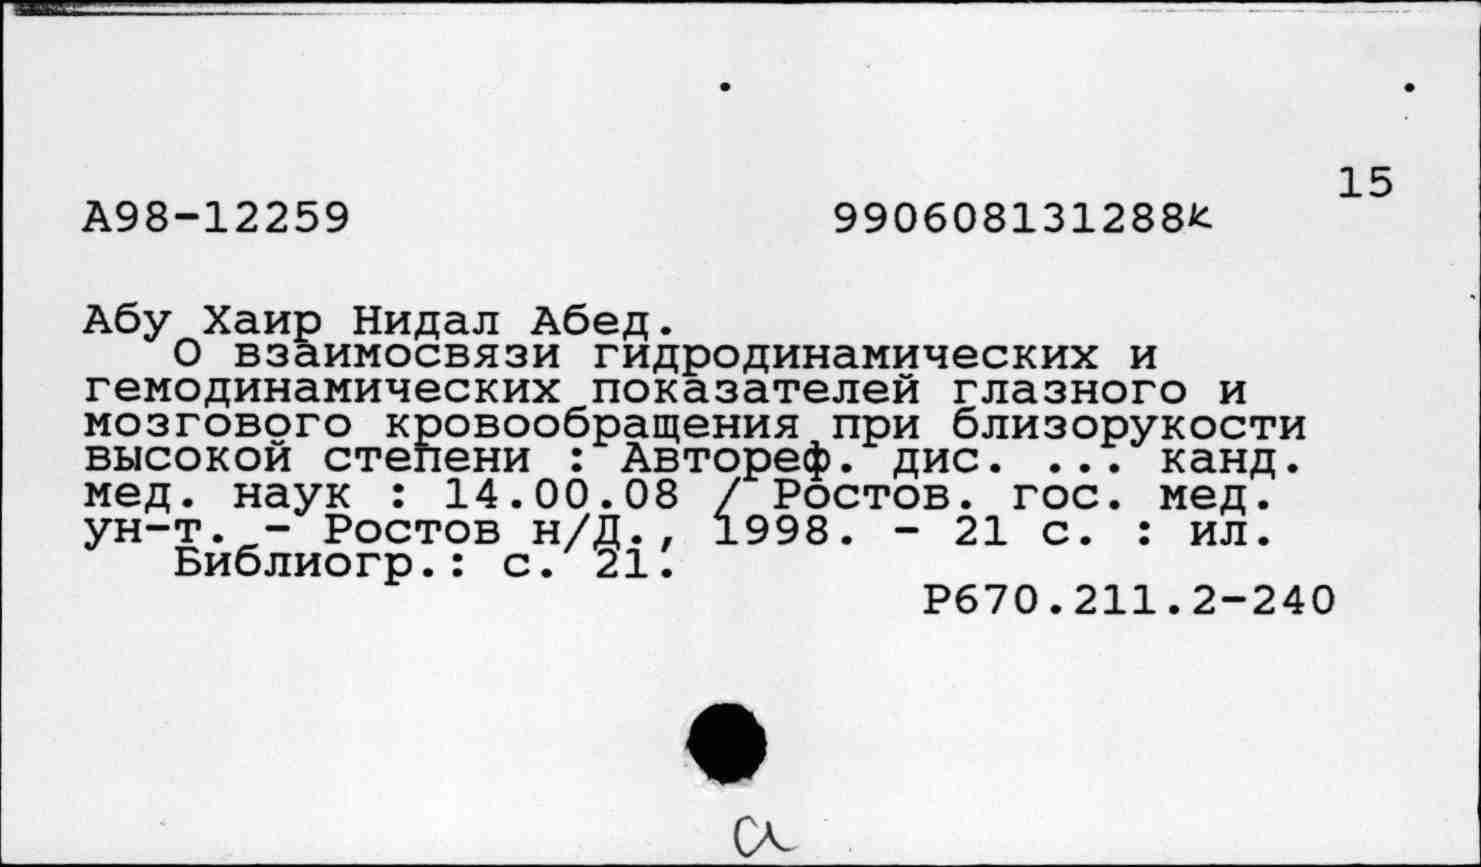 15
А98-12259 990608131288к
Абу Хаир Нидал Абед.
О взаимосвязи гидродинамических и
гемодинамических показателей глазного и
мозгового кровообращения при близорукости
высокой степени : Автореф. дис. ... канд.
мед. наук : 14.00.08 / Ростов. гос. мед.
ун-т. - Ростов н/Д., 1998. - 21 с. : ил.
Библиогр.: с. 21.
Р670.211.2-240